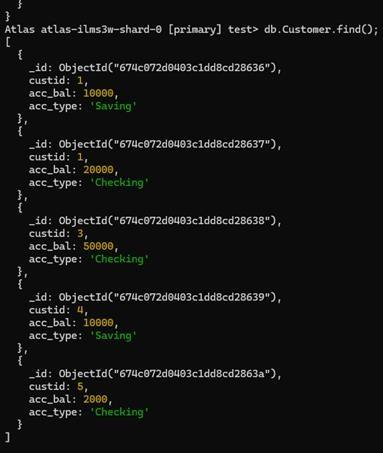 }
}
Atlas atlas-ilms3w-shard-0 [primary] test> db.Customer.find();
[
  {
    _id: ObjectId("674c072d0403c1dd8cd28636"),
    custid: 1,
    acc_bal: 10000,
    acc_type: 'Saving'
  },
  {
    _id: ObjectId("674c072d0403c1dd8cd28637"),
    custid: 1,
    acc_bal: 20000,
    acc_type: 'Checking'
  },
  {
    _id: ObjectId("674c072d0403c1dd8cd28638"),
    custid: 3,
    acc_bal: 50000,
    acc_type: 'Checking'
  },
  {
    _id: ObjectId("674c072d0403c1dd8cd28639"),
    custid: 4,
    acc_bal: 10000,
    acc_type: 'Saving'
  },
  {
    _id: ObjectId("674c072d0403c1dd8cd2863a"),
    custid: 5,
    acc_bal: 2000,
    acc_type: 'Checking'
  }
]